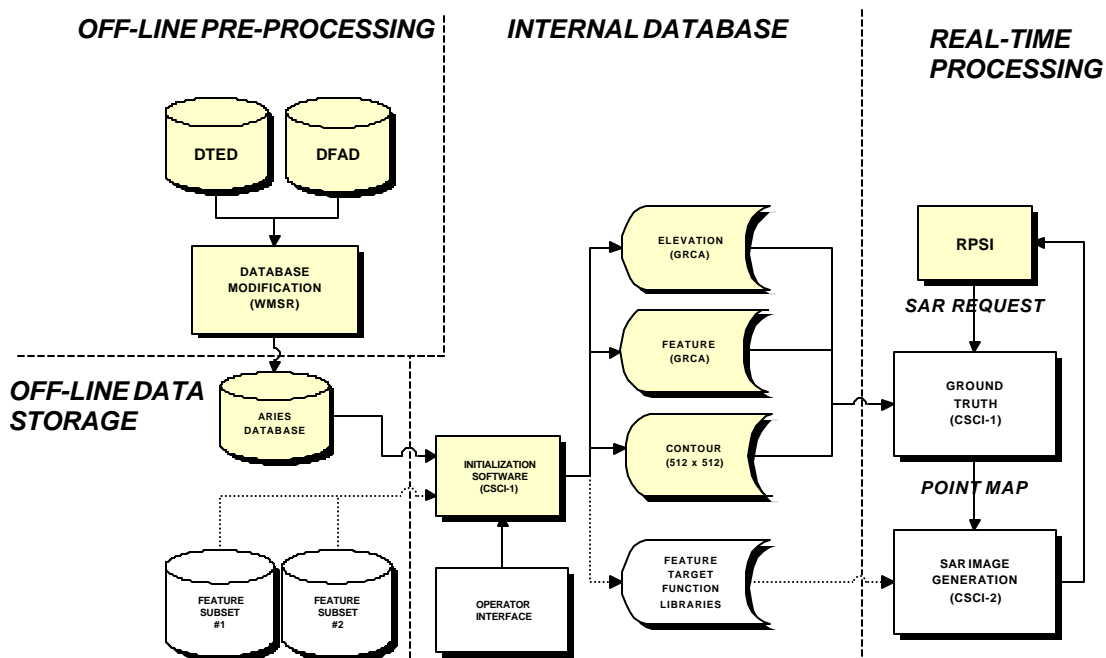 OFF-LINE PRE-PROCESSING
INTERNAL DATABASE
REAL-TIME
PROCESSING
DTED
DFAD
DATABASE
MODIFICATION
(WMSR)
OFF-LINE DATA
STORAGE
ARIES
DATABASE
FEATURE
SUBSET
#1
FEATURE
SUBSET
#2
INITIALIZATION
SOFTWARE
(CSCI-1)
OPERATOR
INTERFACE
ELEVATION
(GRCA)
FEATURE
(GRCA)
CONTOUR
(512 x 512)
FEATURE
TARGET
FUNCTION
LIBRARIES
RPSI
SAR REQUEST
GROUND
TRUTH
(CSCI-1)
POINT MAP
SAR IMAGE
GENERATION
(CSCI-2)